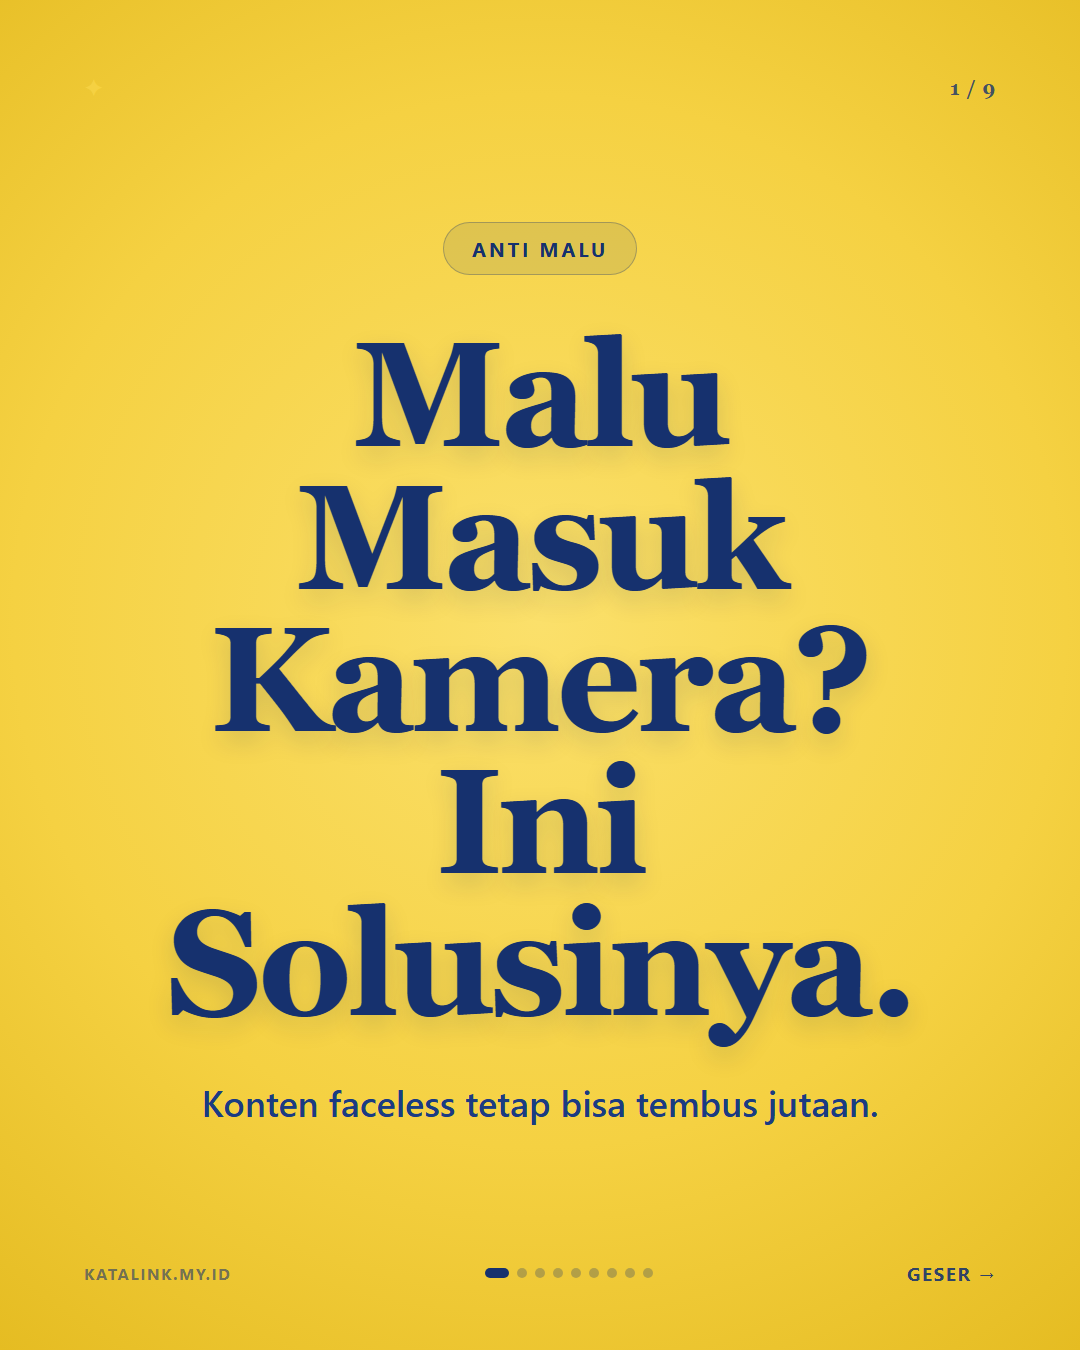 1 / 9
ANTI MALU
Malu
Masuk
Kamera?
Ini
Solusinya.
Konten faceless tetap bisa tembus jutaan.
KATALINK.MY.ID
GESER →